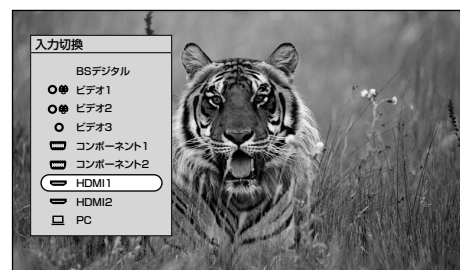 入力切換
BSデジタル
ビデオ1
ビデオ2
ビデオ3
コンポーネント1
コンポーネント2
HDMI1
HDMI2
PC